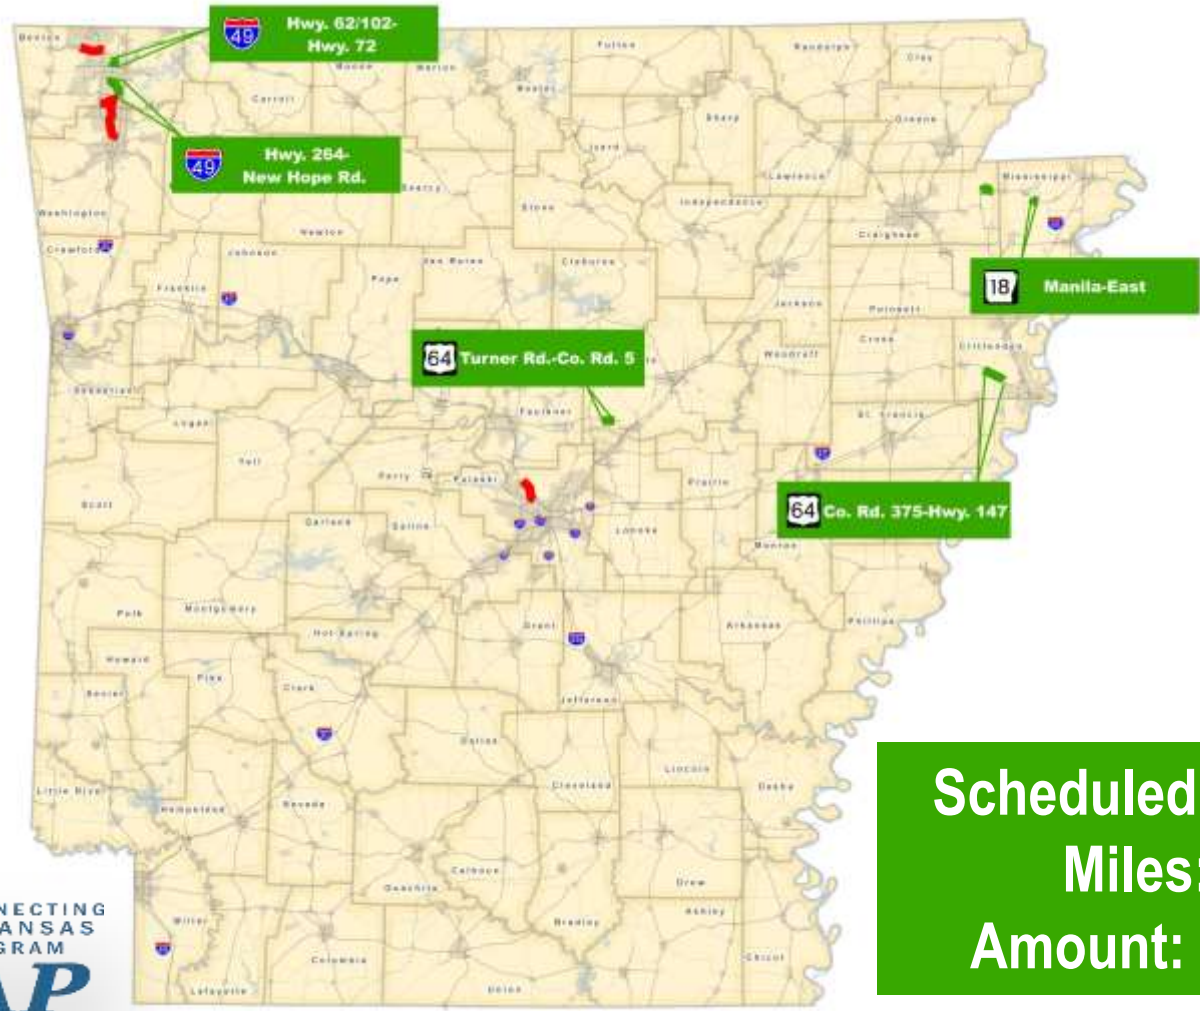 49
Hwy. 62/102-
Hwy. 72
49
Hwy. 264-
New Hope Rd.
18
Manila-East
64
Turner Rd.-Co. Rd. 5
64
Co. Rd. 375-Hwy. 147
Benton
Boone
Marion
Fulton
Randolph
Clay
Carroll
Baxter
Sharp
Greene
Izard
Lawrence
Mississippi
Searcy
Stone
Independence
Washington
Newton
Craighead
Crawford
Johnson
Van Buren
Cleburne
Franklin
Pope
Jackson
Poinsett
Cross
Crittenden
Woodruff
Sebastian
Logan
Faulkner
St. Francis
Yell
Perry
Pulaski
Prairie
Scott
Garland
Saline
Lonoke
Monroe
Polk
Montgomery
Hot Spring
Grant
Arkansas
Phillips
Howard
Pike
Clark
Sevier
Jefferson
Dallas
Cleveland
Lincoln
Desha
Little River
Hempstead
Nevada
Calhoun
Ouachita
Drew
Miller
Bradley
Ashley
Columbia
Chicot
Lafayette
Union
Scheduled
Miles:
Amount:
NECTING
ANSAS
GRAM
AP